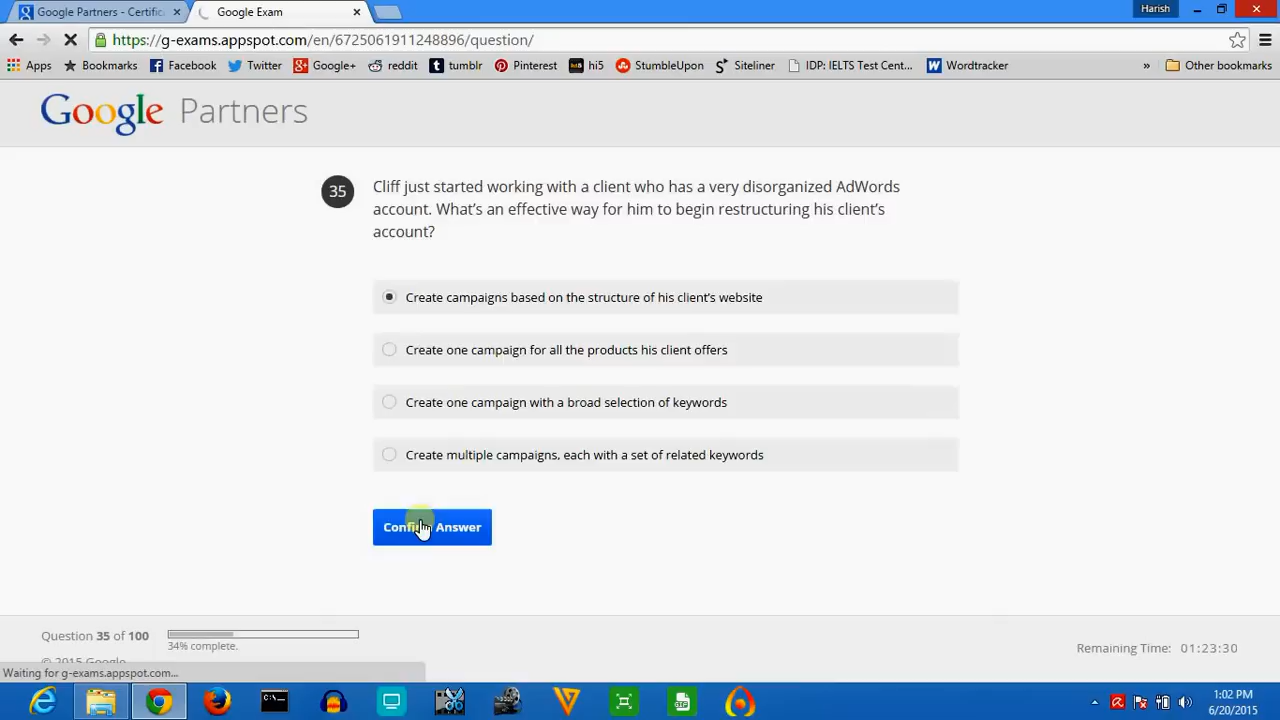 Google Partners - Certific
Google Exam
Harish
https://g-exams.appspot.com/en/6725061911248896/question/
Apps
Bookmarks
Facebook
Twitter
Google+
reddit
tumblr
Pinterest
hi5
StumbleUpon
Siteliner
IDP: IELTS Test Cent...
Wordtracker
»
Other bookmarks
Google Partners
35
Cliff just started working with a client who has a very disorganized AdWords
account. What's an effective way for him to begin restructuring his client's
account?
Create campaigns based on the structure of his client's website
Create one campaign for all the products his client offers
Create one campaign with a broad selection of keywords
Create multiple campaigns, each with a set of related keywords
Confirm Answer
Question 35 of 100
34% complete.
Remaining Time: 01:23:30
© 2015 Google
Waiting for g-exams.appspot.com...
1:02 PM
6/20/2015